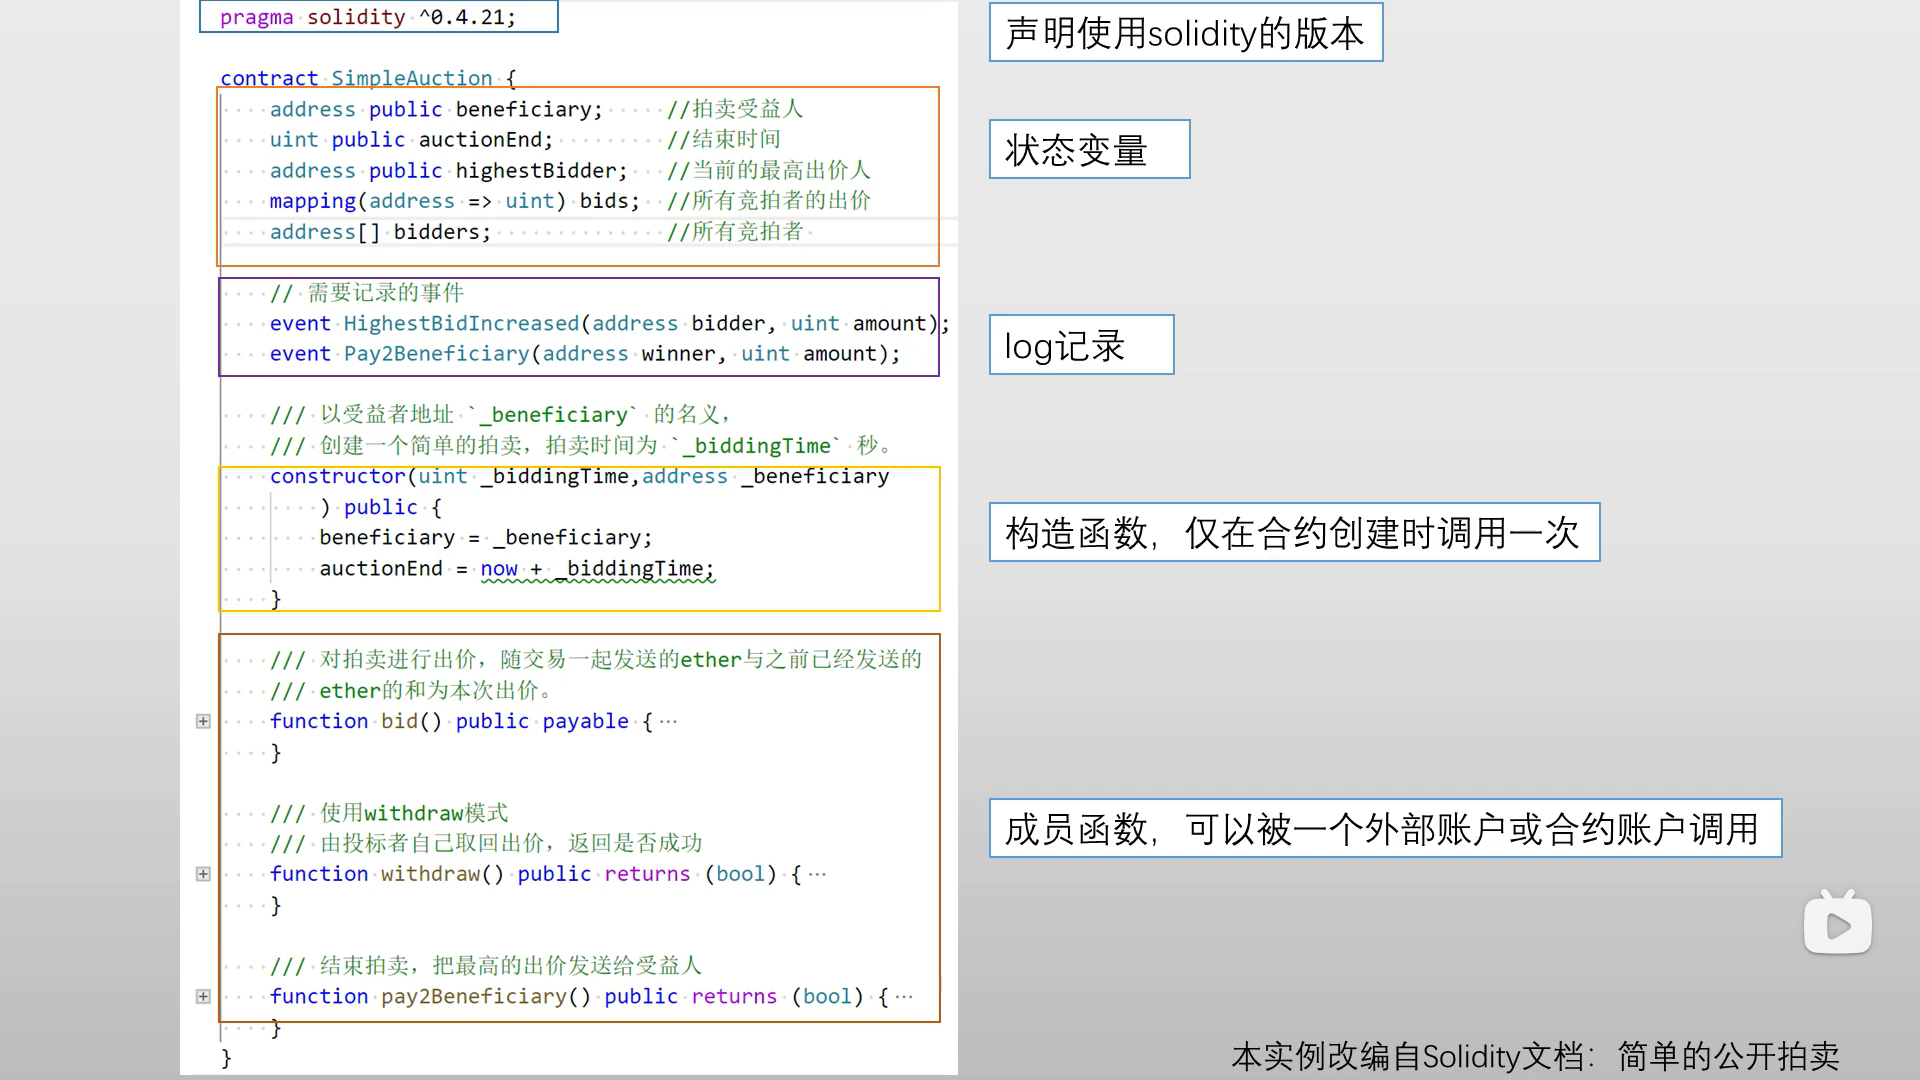 pragma solidity ^0.4.21;
声明使用solidity的版本
contract SimpleAuction {
address public beneficiary; //拍卖受益人
uint public auctionEnd; //结束时间
address public highestBidder; //当前的最高出价人
mapping(address => uint) bids; //所有竞拍者的出价
address[] bidders; //所有竞拍者
状态变量
// 需要记录的事件
event HighestBidIncreased(address bidder, uint amount);
event Pay2Beneficiary(address winner, uint amount);
log记录
/// 以受益者地址 `_beneficiary` 的名义，
/// 创建一个简单的拍卖，拍卖时间为 `_biddingTime` 秒。
constructor(uint _biddingTime,address _beneficiary
) public {
beneficiary = _beneficiary;
auctionEnd = now + _biddingTime;
}
构造函数，仅在合约创建时调用一次
/// 对拍卖进行出价，随交易一起发送的ether与之前已经发送的
/// ether的和为本次出价。
function bid() public payable {…
}
/// 使用withdraw模式
/// 由投标者自己取回出价，返回是否成功
function withdraw() public returns (bool) {…
}
/// 结束拍卖，把最高的出价发送给受益人
function pay2Beneficiary() public returns (bool) {…
}
}
成员函数，可以被一个外部账户或合约账户调用
本实例改编自Solidity文档：简单的公开拍卖